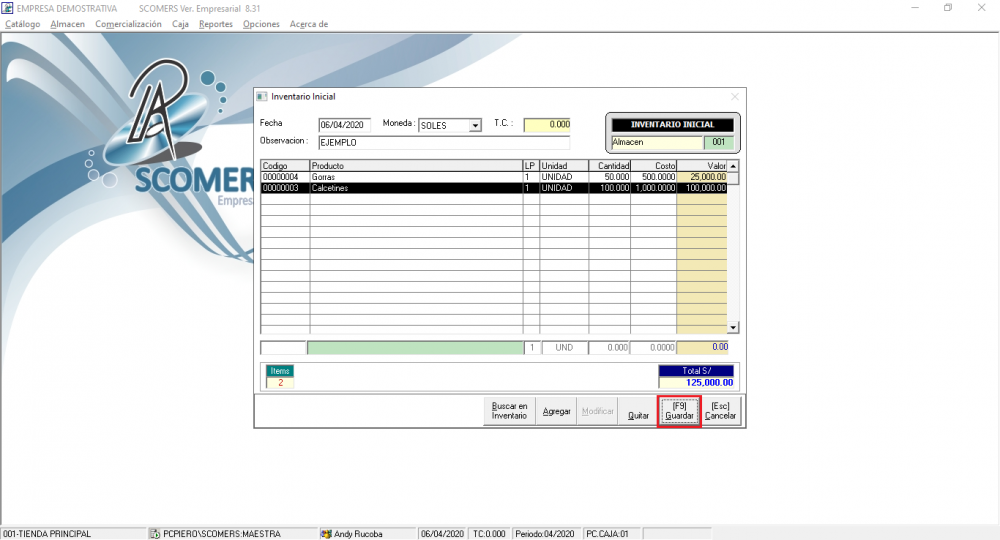 EMPRESA DEMOSTRATIVA SCOMERS Ver. Empresarial 8.31
Catálogo Almacen Comercialización Caja Reportes Opciones Acerca de
SCOMER
Empres
Inventario Inicial
Fecha 06/04/2020 Moneda : SOLES T.C. : 0.000
INVENTARIO INICIAL
Observacion : EJEMPLO
Almacen 001
Codigo Producto LP Unidad Cantidad Costo Valor
00000004 Gorras 1 UNIDAD 50.000 500.0000 25,000.00
00000003 Calcetines 1 UNIDAD 100.000 1,000.0000 100,000.00
1 UND 0.000 0.0000 0.00
Items Total S/
2 125,000.00
Buscar en Inventario Agregar Modificar Quitar [F9] Guardar [Esc] Cancelar
001-TIENDA PRINCIPAL PCPIERO\SCOMERS:MAESTRA Andy Rucoba 06/04/2020 TC:0.000 Periodo:04/2020 PC.CAJA:01